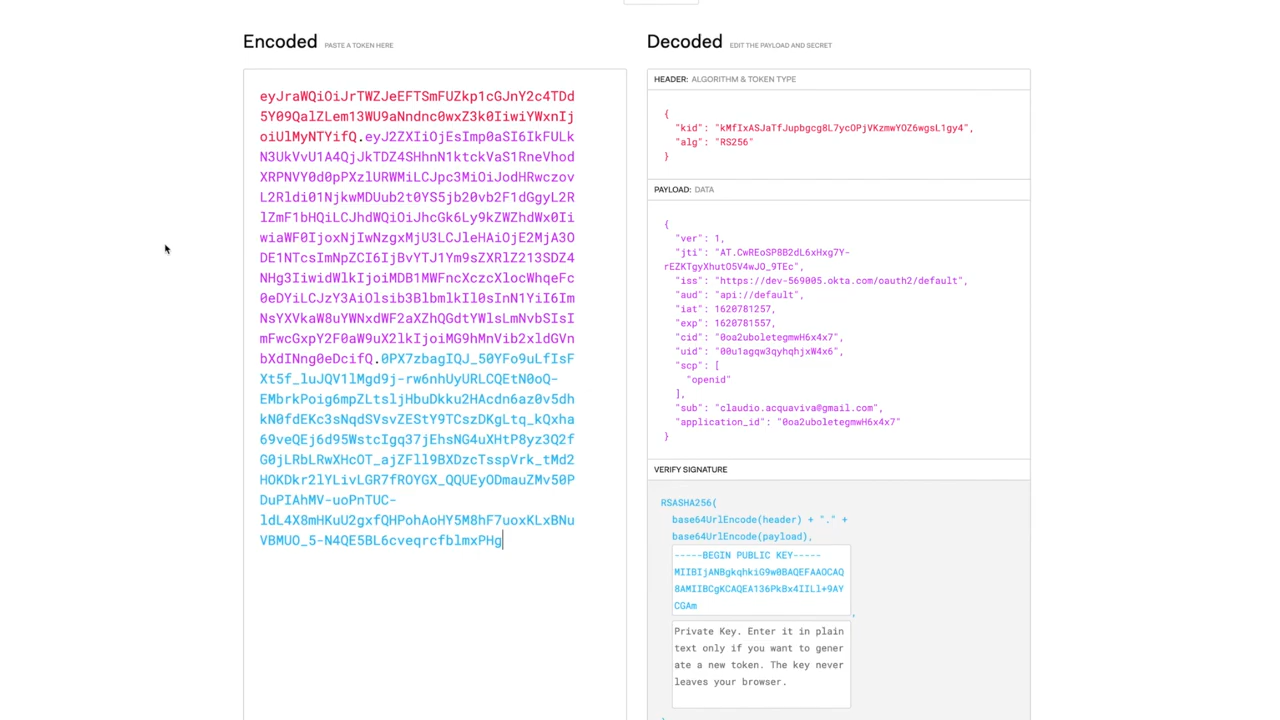 Encoded PASTE A TOKEN HERE
eyJraWQiOiJrTWZJeEFTSmFUZkp1cGJnY2c4TDd
5Y09QalZLem13WU9aNndnc0wxZ3k0IiwiYWxnIj
oiUlMyNTYifQ.eyJ2ZXIiOjEsImp0aSI6IkFULk
N3UkVvU1A4QjJkTDZ4SHhnN1ktckVaS1RneVhod
XRPNVY0d0pPXzlURWMiLCJpc3MiOiJodHRwczov
L2Rldi01NjkwMDUub2t0YS5jb20vb2F1dGgyL2R
lZmF1bHQiLCJhdWQiOiJhcGk6Ly9kZWZhdWx0Ii
wiaWF0IjoxNjIwNzgxMjU3LCJleHAiOjE2MjA3O
DE1NTcsImNpZCI6IjBvYTJ1Ym9sZXRlZ213SDZ4
NHg3IiwidWlkIjoiMDB1MWFncXczcXlocWhqeFc
0eDYiLCJzY3AiOlsib3BlbmlkIl0sInN1YiI6Im
NsYXVkaW8uYWNxdWF2aXZhQGdtYWlsLmNvbSIsI
mFwcGxpY2F0aW9uX2lkIjoiMG9hMnVib2xldGVn
bXdINng0eDcifQ.0PX7zbagIQJ_50YFo9uLfIsF
Xt5f_luJQV1lMgd9j-rw6nhUyURLCQEtN0oQ-
EMbrkPoig6mpZLtsljHbuDkku2HAcdn6az0v5dh
kN0fdEKc3sNqdSVsvZEStY9TCszDKgLtq_kQxha
69veQEj6d95WstcIgq37jEhsNG4uXHtP8yz3Q2f
G0jLRbLRwXHcOT_ajZFll9BXDzcTsspVrk_tMd2
HOKDkr2lYLivLGR7fROYGX_QQUEyODmauZMv50P
DuPIAhMV-uoPnTUC-
ldL4X8mHKuU2gxfQHPohAoHY5M8hF7uoxKLxBNu
VBMUO_5-N4QE5BL6cveqrcfblmxPHg
Decoded EDIT THE PAYLOAD AND SECRET
HEADER: ALGORITHM & TOKEN TYPE
{
"kid": "kMfIxASJaTfJupbgcg8L7ycOPjVKzmwYOZ6wgsL1gy4",
"alg": "RS256"
}
PAYLOAD: DATA
{
"ver": 1,
"jti": "AT.CwREoSP8B2dL6xHxg7Y-
rEZKTgyXhutO5V4wJO_9TEc",
"iss": "https://dev-569005.okta.com/oauth2/default",
"aud": "api://default",
"iat": 1620781257,
"exp": 1620781557,
"cid": "0oa2uboletegmwH6x4x7",
"uid": "00u1agqw3qyhqhjxW4x6",
"scp": [
"openid"
],
"sub": "claudio.acquaviva@gmail.com",
"application_id": "0oa2uboletegmwH6x4x7"
}
VERIFY SIGNATURE
RSASHA256(
base64UrlEncode(header) + "." +
base64UrlEncode(payload),
-----BEGIN PUBLIC KEY-----
MIIBIjANBgkqhkiG9w0BAQEFAAOCAQ
8AMIIBCgKCAQEA136PkBx4IILl+9AY
CGAm
,
Private Key. Enter it in plain
text only if you want to gener
ate a new token. The key never
leaves your browser.